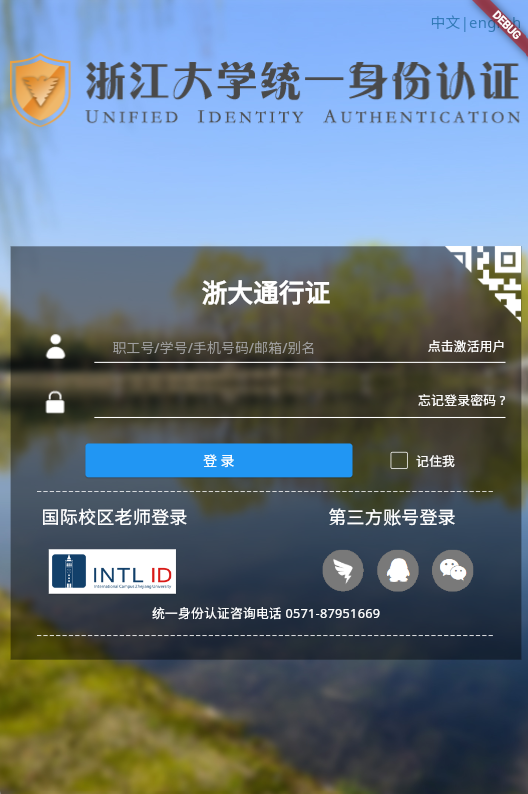 中文|english
DEBUG
浙江大学统一身份认证
UNIFIED IDENTITY AUTHENTICATION
浙大通行证
职工号/学号/手机号码/邮箱/别名 点击激活用户
忘记登录密码 ?
登 录 记住我
国际校区老师登录 第三方账号登录
INTL ID
International Campus Zhejiang University
统一身份认证咨询电话 0571-87951669